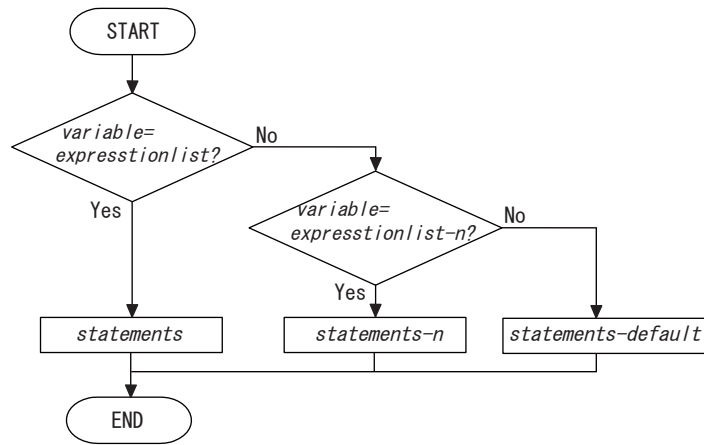 START
variable=
expresstionlist?
No
Yes
variable=
expresstionlist-n?
No
Yes
statements
statements-n
statements-default
END